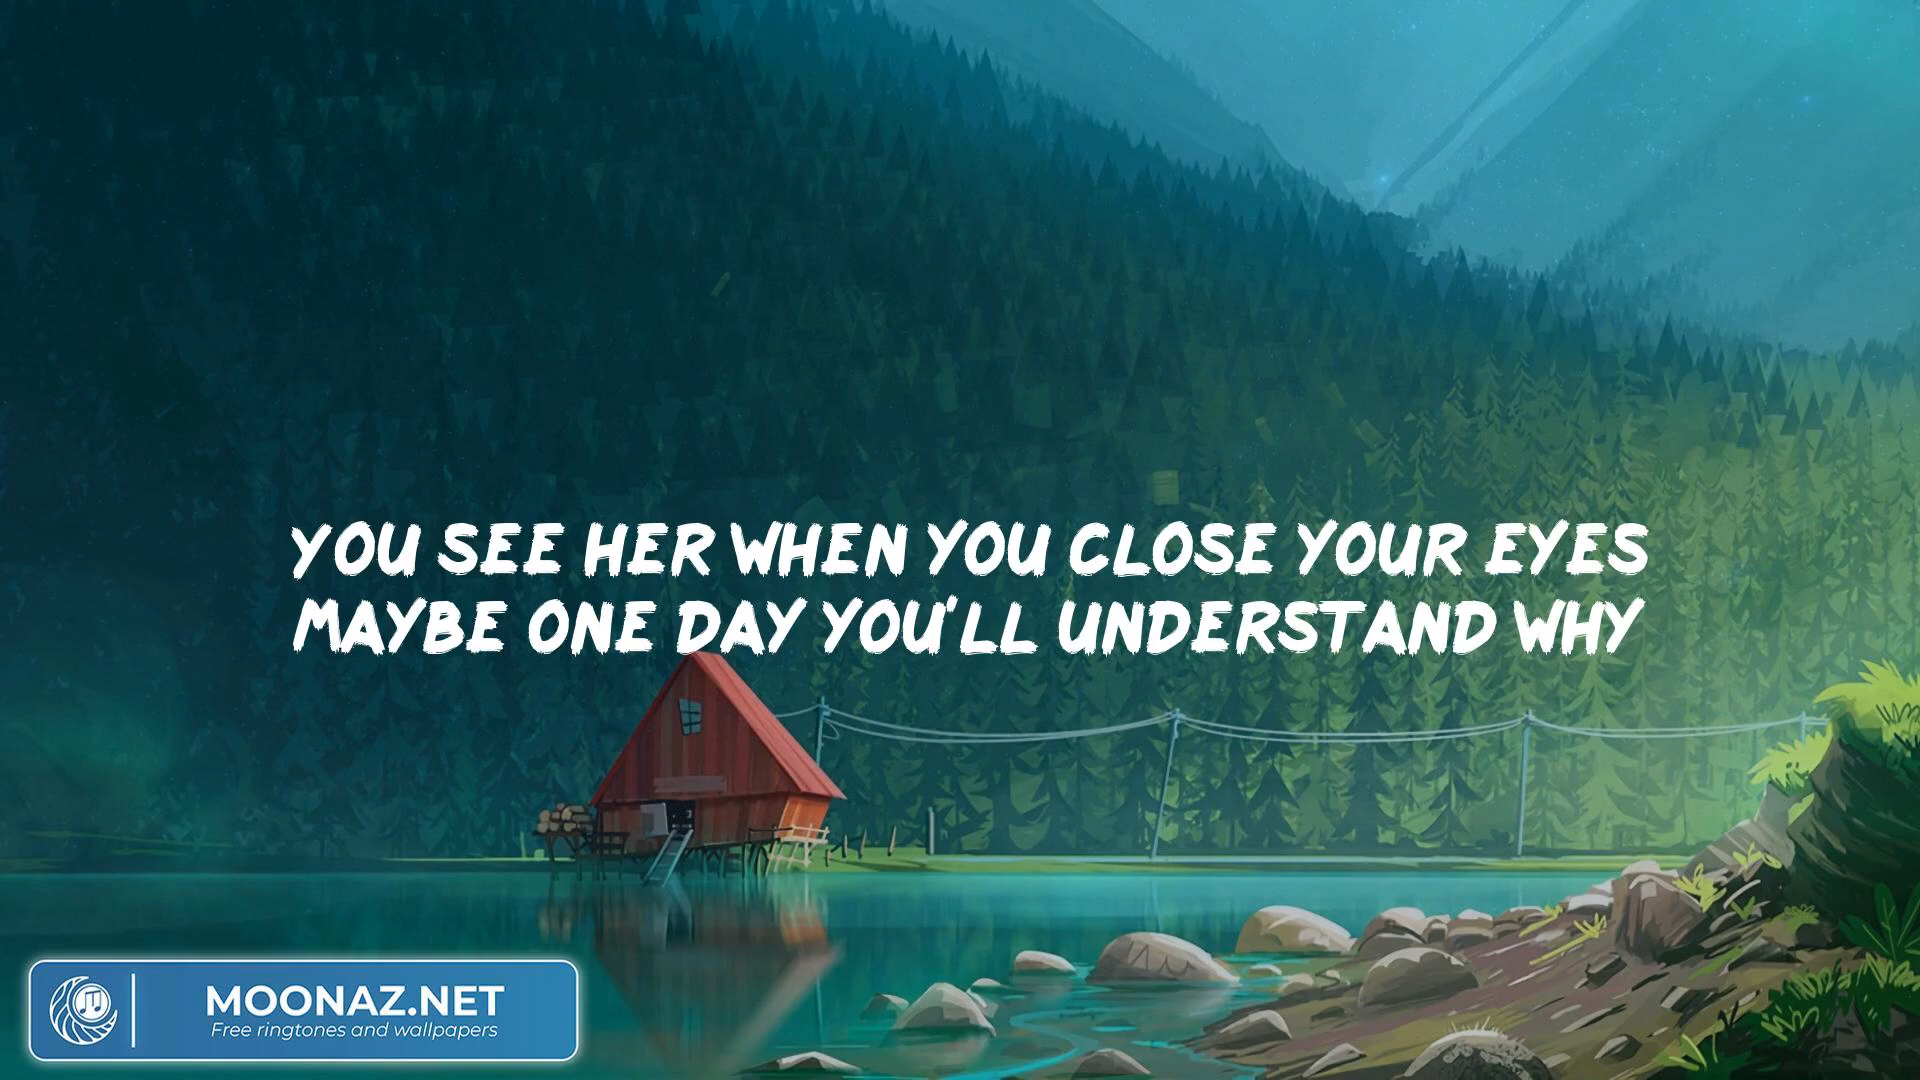 YOU SEE HER WHEN YOU CLOSE YOUR EYES
MAYBE ONE DAY YOU'LL UNDERSTAND WHY
MOONAZ.NET
Free ringtones and wallpapers